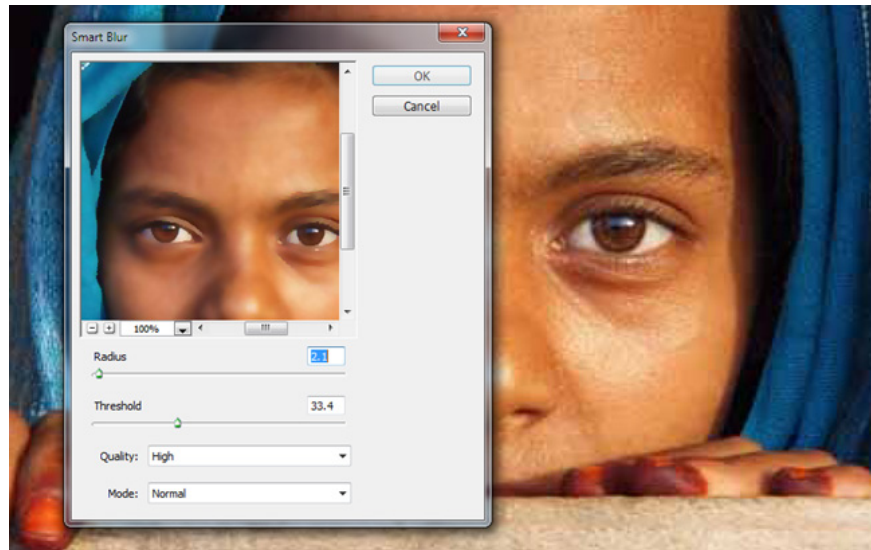 Smart Blur
OK
Cancel
100%
Radius
2.1
Threshold
33.4
Quality: High
Mode: Normal